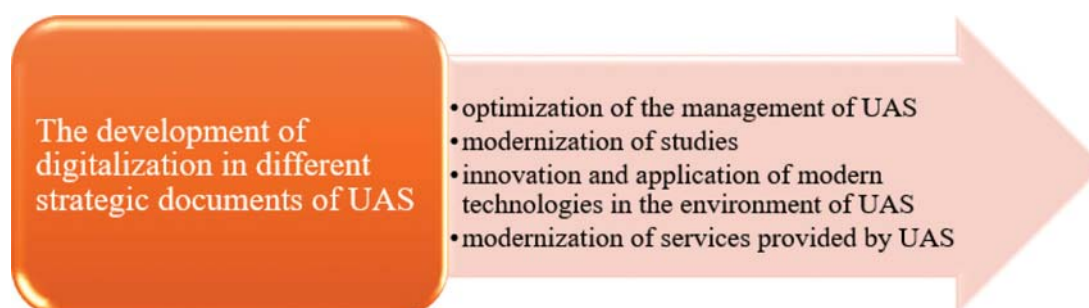 The development of
digitalization in different
strategic documents of UAS
•optimization of the management of UAS
•modernization of studies
•innovation and application of modern
technologies in the environment of UAS
•modernization of services provided by UAS